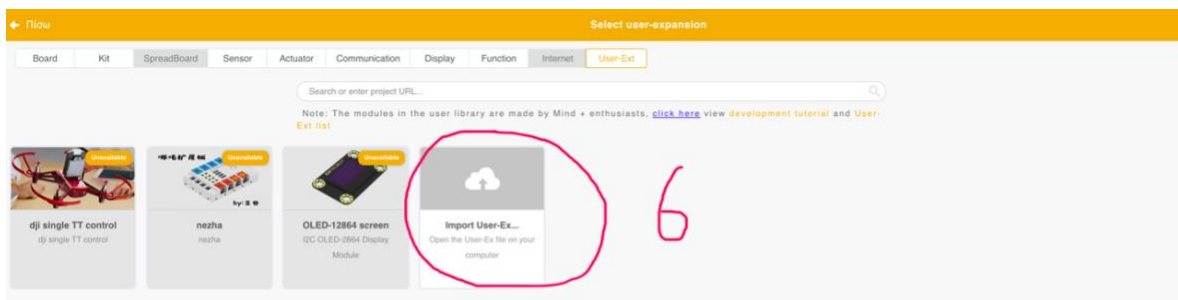 Πίσω
Select user-expansion
Board Kit SpreadBoard Sensor Actuator Communication Display Function Internet User-Ext
Search or enter project URL...
Note: The modules in the user library are made by Mind + enthusiasts, click here view development tutorial and User-
Ext list
Unavailable
Unavailable
by:
Unavailable
dji single TT control
dji single TT control
nezha
nezha
OLED-12864 screen
I2C OLED-2864 Display
Module
Import User-Ex...
Open the User-Ex file on your
computer
6